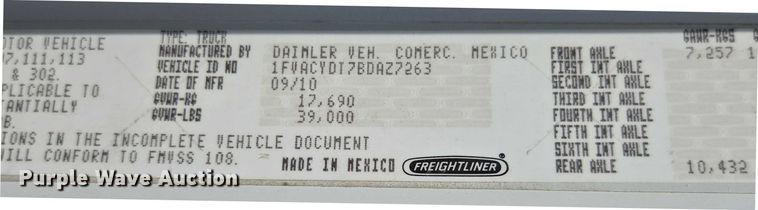 TYPE: TRUCK GAWR-KGS
OTOR VEHICLE MANUFACTURED BY DAIMLER VEH. COMERC. MEXICO FRONT AXLE 7,257 1
07,111,113 VEHICLE ID NO 1FVACYDT7BDAZ7263 FIRST INT AXLE
& 302. DATE OF MFR 09/10 SECOND INT AXLE
PLICABLE TO GVWR-KG 17,690 THIRD INT AXLE
TANTIALLY GVWR-LBS 39,000 FOURTH INT AXLE
B. FIFTH INT AXLE
IONS IN THE INCOMPLETE VEHICLE DOCUMENT SIXTH INT AXLE
WILL CONFORM TO FMVSS 108. MADE IN MEXICO FREIGHTLINER REAR AXLE 10,432
Purple Wave Auction